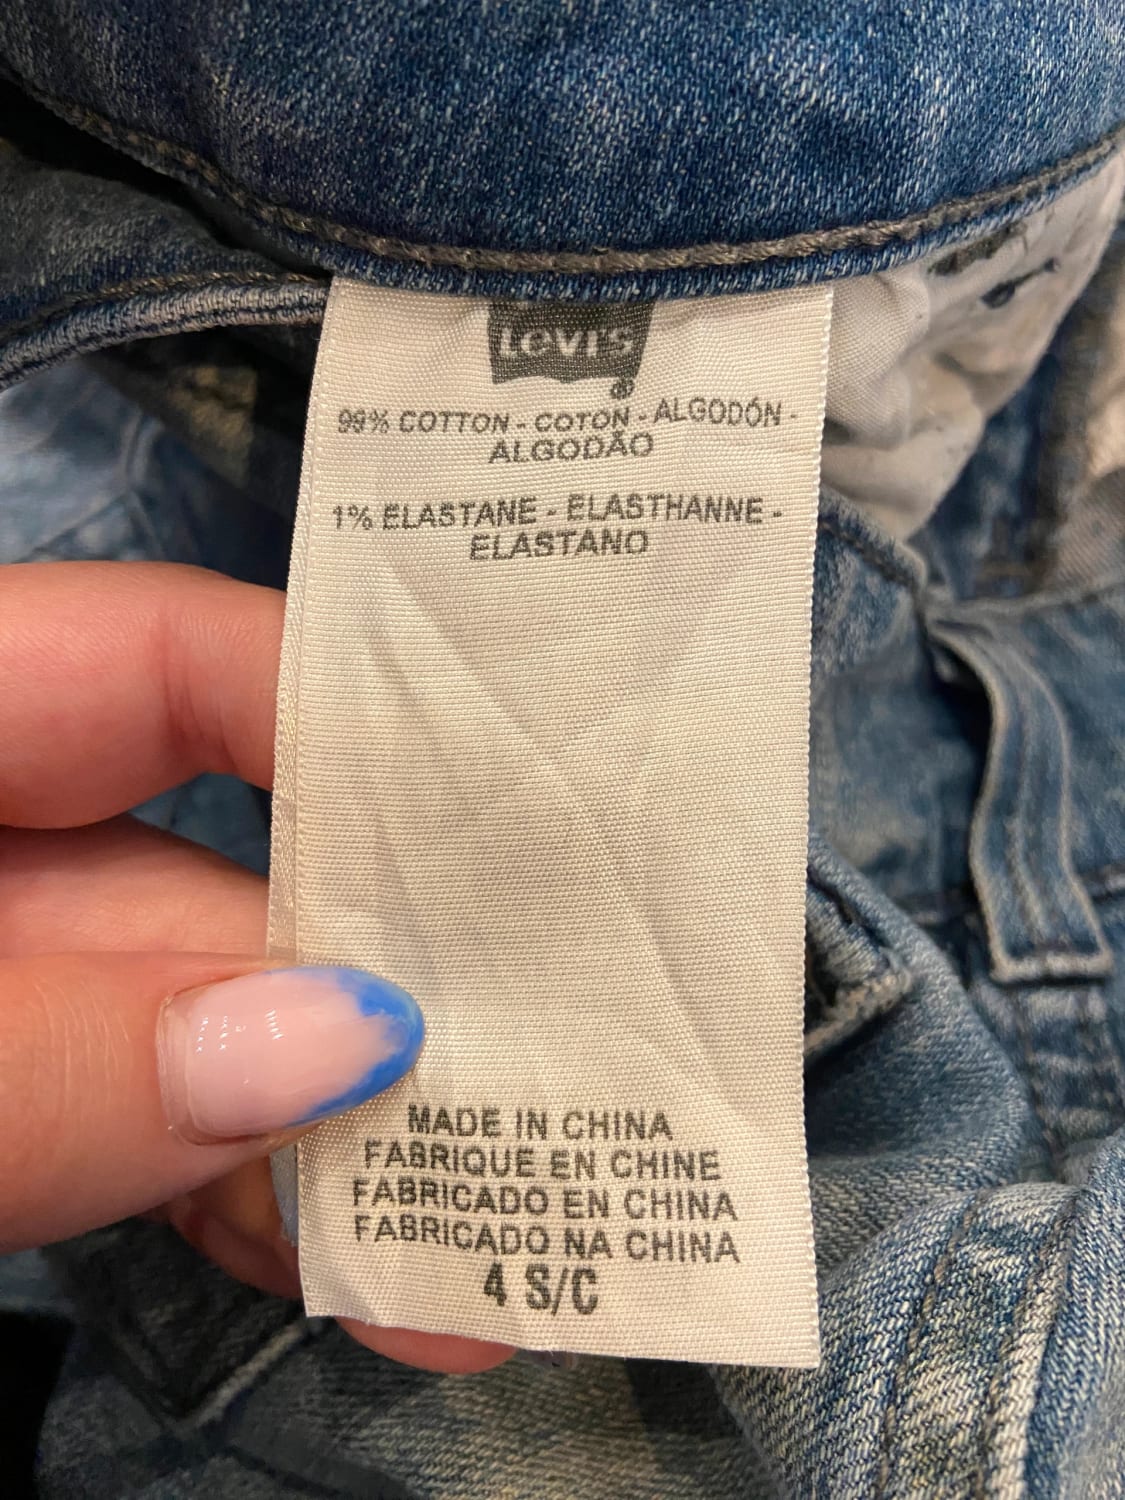 LEVI'S
®
99% COTTON - COTON - ALGODÓN -
ALGODÃO
1% ELASTANE - ELASTHANNE -
ELASTANO
MADE IN CHINA
FABRIQUE EN CHINE
FABRICADO EN CHINA
FABRICADO NA CHINA
4 S/C